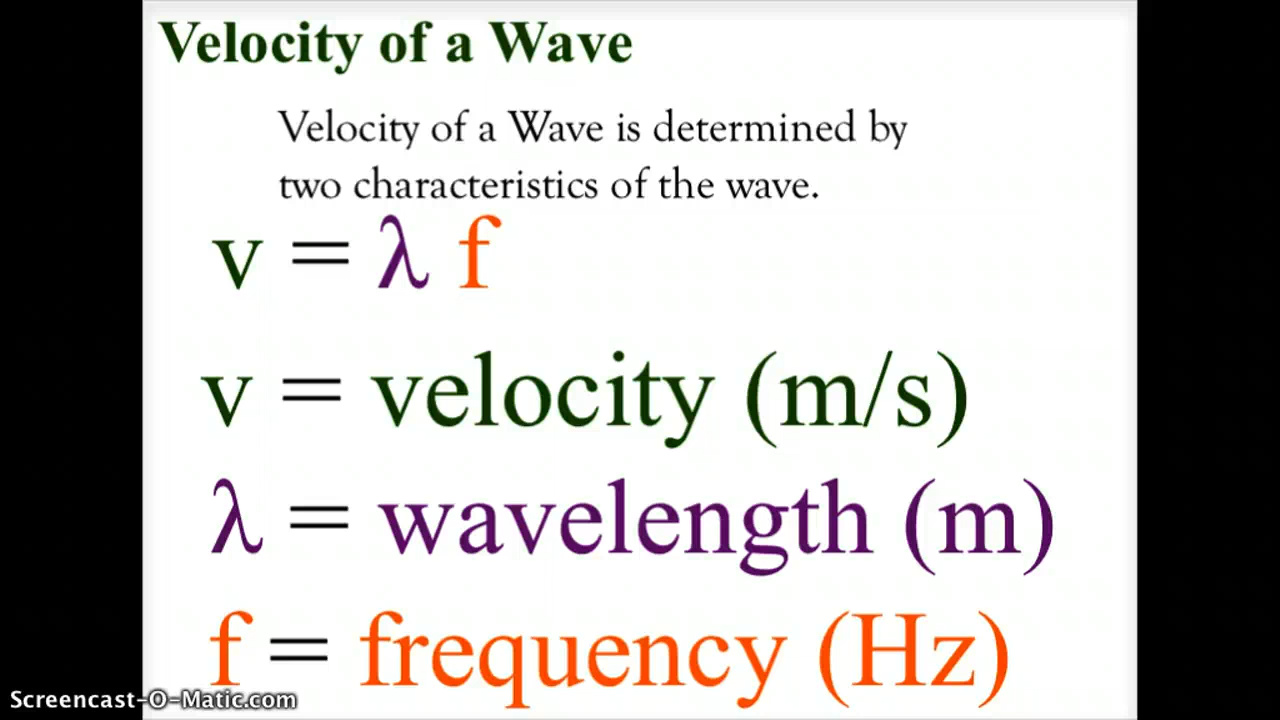 Velocity of a Wave
Velocity of a Wave is determined by
two characteristics of the wave.
v = λ f
v = velocity (m/s)
λ = wavelength (m)
f = frequency (Hz)
Screencast-O-Matic.com